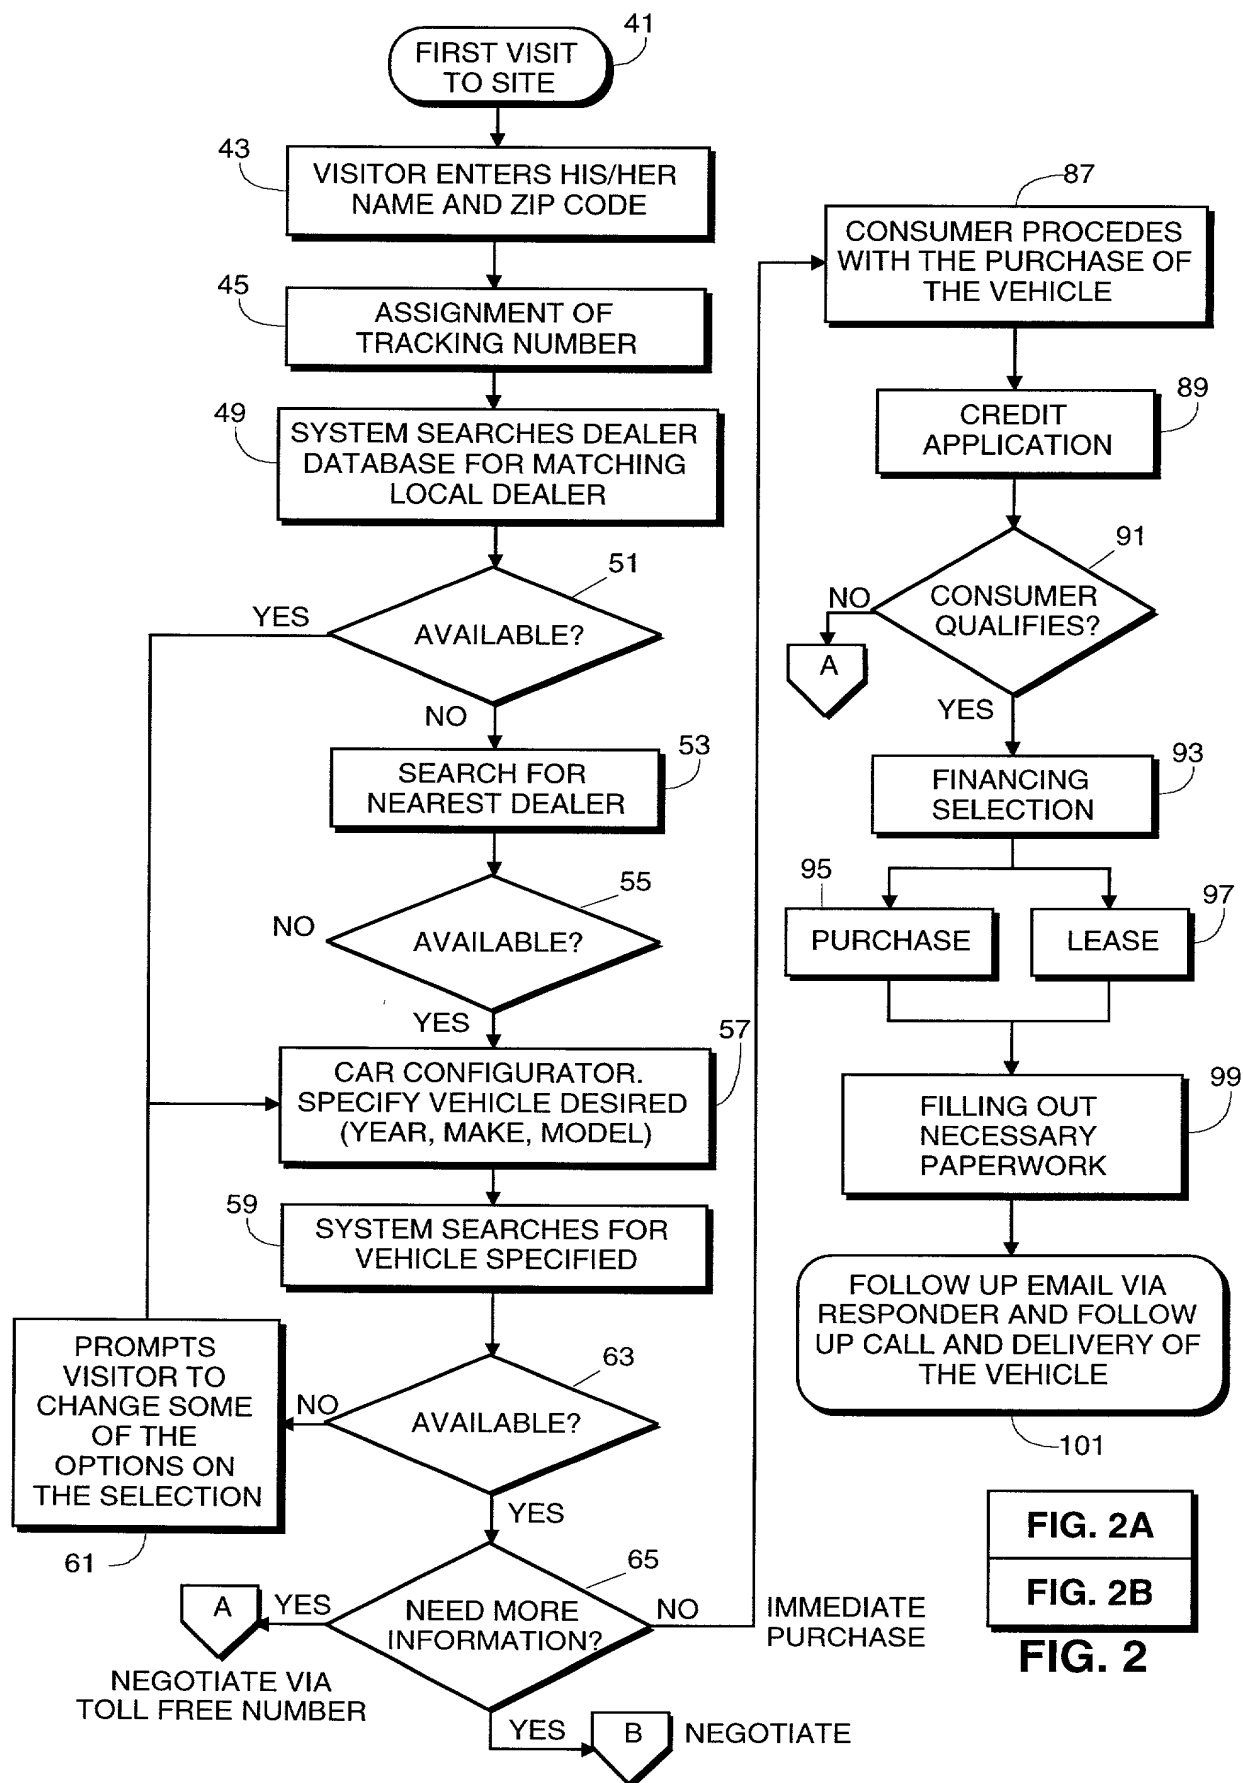 FIRST VISIT
TO SITE
41
43
VISITOR ENTERS HIS/HER
NAME AND ZIP CODE
45
ASSIGNMENT OF
TRACKING NUMBER
49
SYSTEM SEARCHES DEALER
DATABASE FOR MATCHING
LOCAL DEALER
51
YES
AVAILABLE?
NO
53
SEARCH FOR
NEAREST DEALER
55
NO
AVAILABLE?
YES
57
CAR CONFIGURATOR.
SPECIFY VEHICLE DESIRED
(YEAR, MAKE, MODEL)
59
SYSTEM SEARCHES FOR
VEHICLE SPECIFIED
PROMPTS
VISITOR TO
CHANGE SOME
OF THE
OPTIONS ON
THE SELECTION
61
63
NO
AVAILABLE?
YES
65
A
YES
NEED MORE
INFORMATION?
NO
IMMEDIATE
PURCHASE
NEGOTIATE VIA
TOLL FREE NUMBER
YES
B
NEGOTIATE
87
CONSUMER PROCEDES
WITH THE PURCHASE OF
THE VEHICLE
89
CREDIT
APPLICATION
91
NO
CONSUMER
QUALIFIES?
A
YES
93
FINANCING
SELECTION
95
PURCHASE
97
LEASE
99
FILLING OUT
NECESSARY
PAPERWORK
FOLLOW UP EMAIL VIA
RESPONDER AND FOLLOW
UP CALL AND DELIVERY OF
THE VEHICLE
101
FIG. 2A
FIG. 2B
FIG. 2